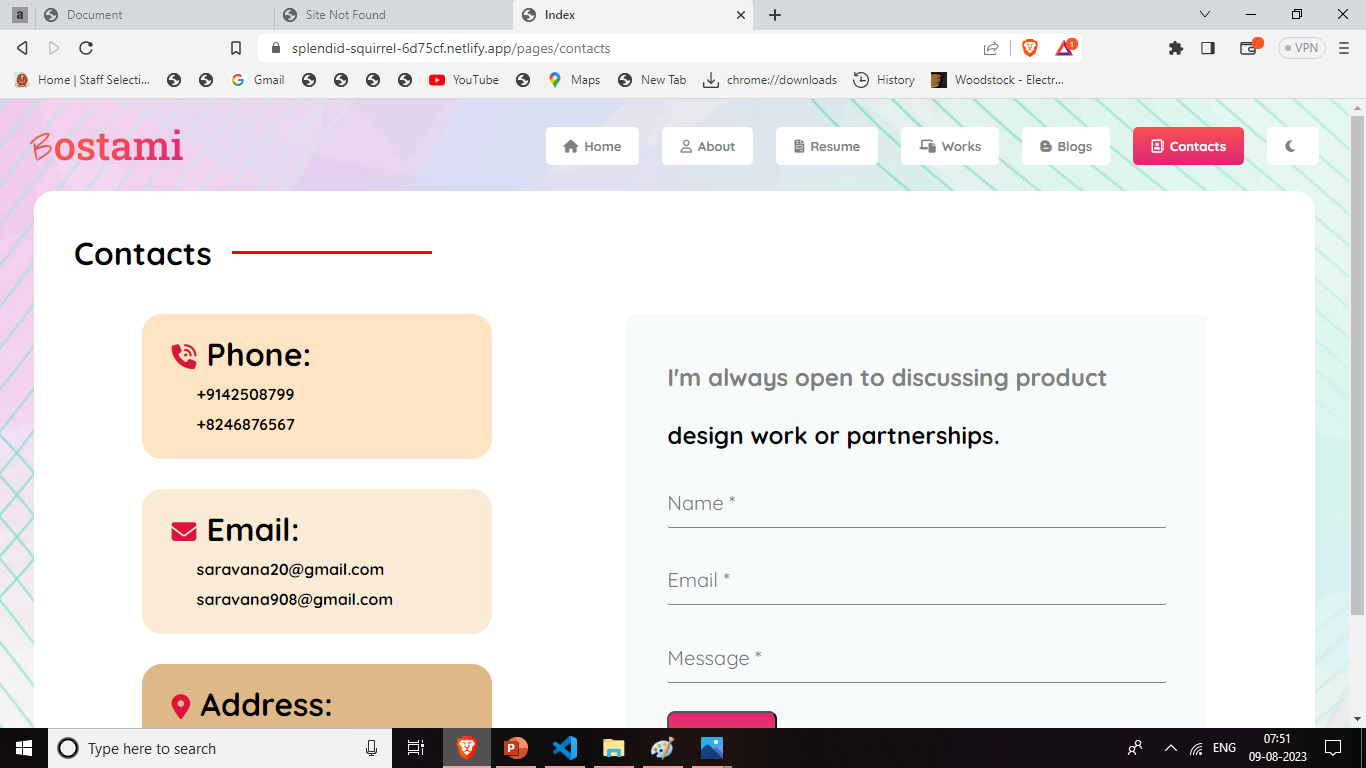 a
Document
Site Not Found
Index
splendid-squirrel-6d75cf.netlify.app/pages/contacts
1
VPN
Home | Staff Selecti...
Gmail
YouTube
Maps
New Tab
chrome://downloads
History
Woodstock - Electr...
Bostami
Home
About
Resume
Works
Blogs
Contacts
Contacts
Phone:
+9142508799
+8246876567
Email:
saravana20@gmail.com
saravana908@gmail.com
Address:
I'm always open to discussing product
design work or partnerships.
Name *
Email *
Message *
Type here to search
ENG
07:51
09-08-2023